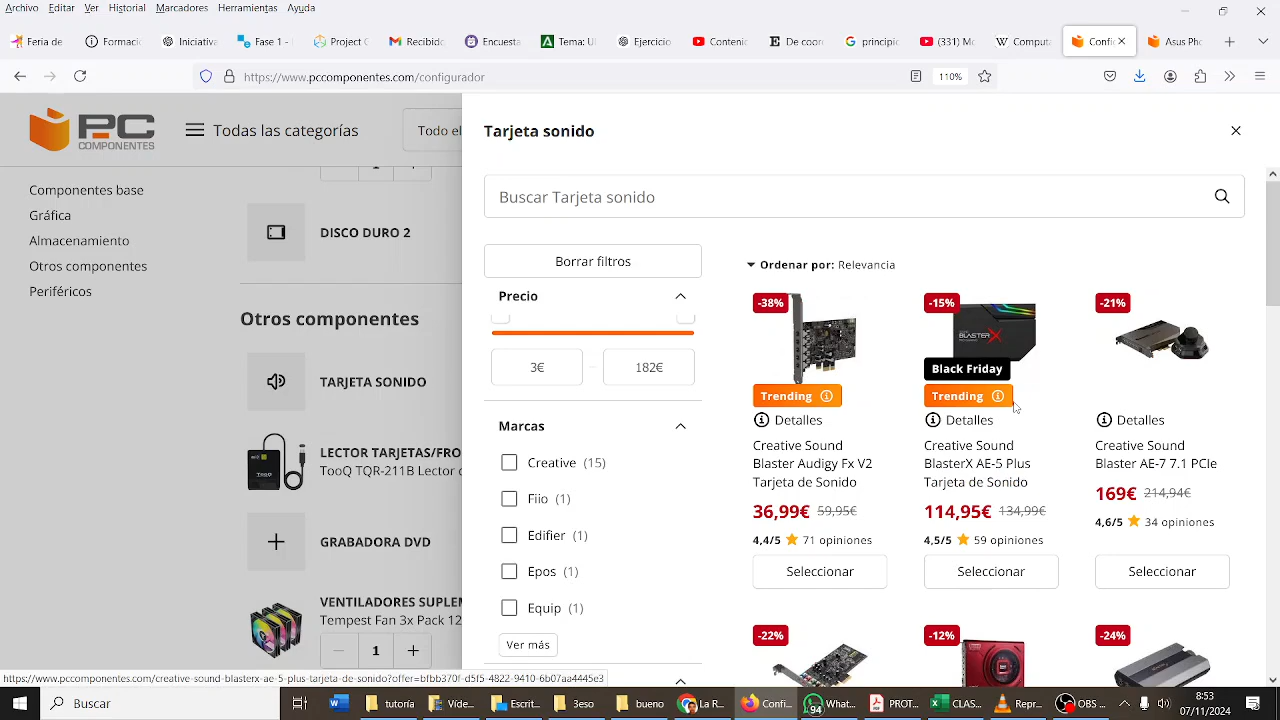 Archivo Editar Ver Historial Marcadores Herramientas Ayuda
Feria de
Formaci
Iniciativ
Fase 1 -
Project C
Recibid
Encuesta
Tema: U
Ejercicio
Contenid
De coor
principi
(331) M
Computa
Confi
Asus Ph
https://www.pccomponentes.com/configurador
110%
PC COMPONENTES
Todas las categorías
Todo el
Componentes base
Gráfica
Almacenamiento
Otros componentes
Periféricos
1
DISCO DURO 2
Otros componentes
TARJETA SONIDO
LECTOR TARJETAS/FRO
TooQ TQR-211B Lector d
GRABADORA DVD
VENTILADORES SUPLEM
Tempest Fan 3x Pack 12
1
Tarjeta sonido
Buscar Tarjeta sonido
Borrar filtros
Precio
3€
182€
Marcas
Creative (15)
Fiio (1)
Edifier (1)
Epos (1)
Equip (1)
Ver más
Ordenar por: Relevancia
-38%
Trending
Detalles
Creative Sound
Blaster Audigy Fx V2
Tarjeta de Sonido
36,99€ 59,95€
4,4/5 71 opiniones
Seleccionar
-15%
BLASTERX
Black Friday
Trending
Detalles
Creative Sound
BlasterX AE-5 Plus
Tarjeta de Sonido
114,95€ 134,99€
4,5/5 59 opiniones
Seleccionar
-21%
Detalles
Creative Sound
Blaster AE-7 7.1 PCIe
169€ 214,94€
4,6/5 34 opiniones
Seleccionar
-22%
-12%
-24%
Buscar
tutoria
Vide
Escrit
3eso
bueno
La R
Confi
94
What
PROT
CLAS
Repr
OBS
8:53
07/11/2024